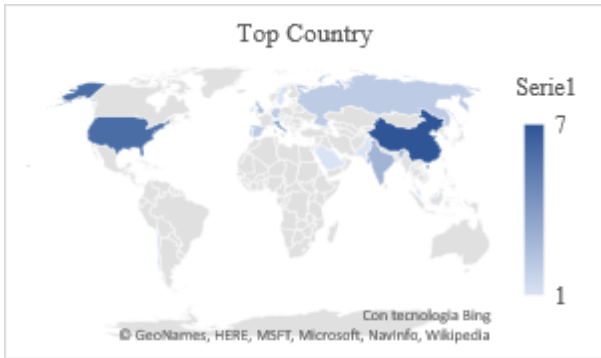 Top Country
Serie1
7
1
Con tecnologia Bing
© GeoNames, HERE, MSFT, Microsoft, NavInfo, Wikipedia